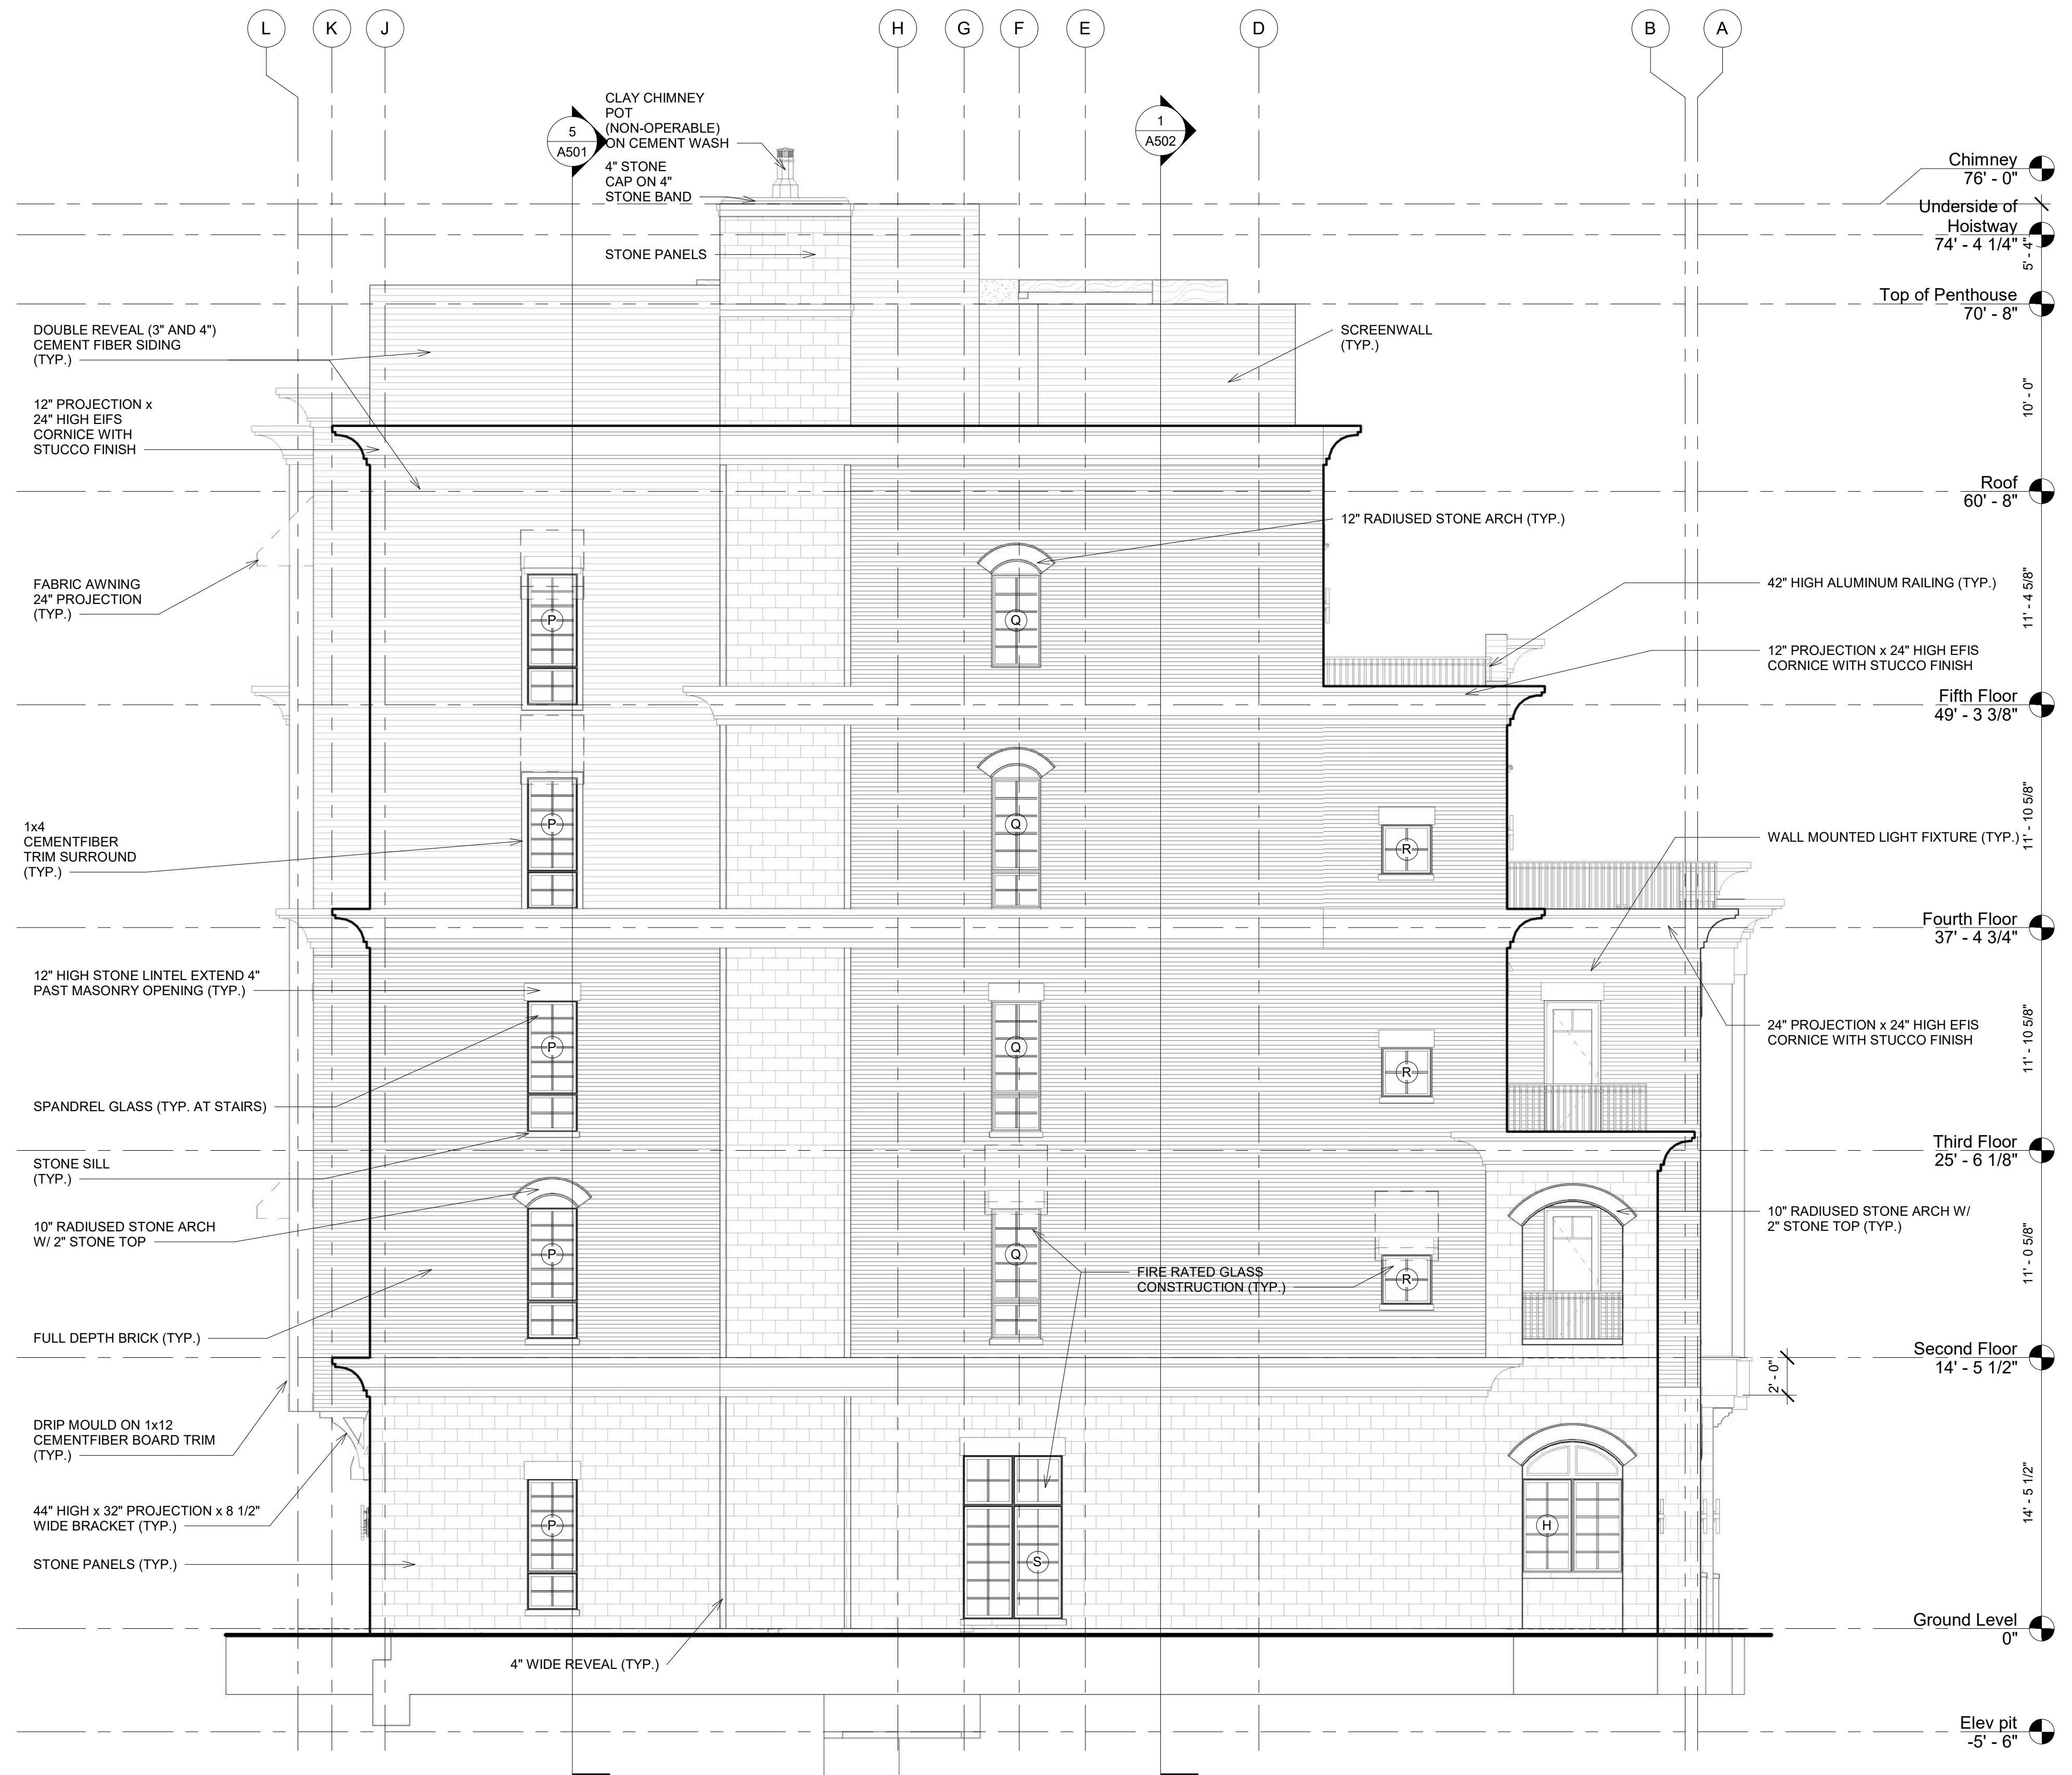 L
K
J
H
G
F
E
D
B
A
5
A501
1
A502
CLAY CHIMNEY
POT
(NON-OPERABLE)
ON CEMENT WASH
4" STONE
CAP ON 4"
STONE BAND
STONE PANELS
Chimney
76' - 0"
Underside of
Hoistway
74' - 4 1/4"
5' - 4"
Top of Penthouse
70' - 8"
DOUBLE REVEAL (3" AND 4")
CEMENT FIBER SIDING
(TYP.)
SCREENWALL
(TYP.)
10' - 0"
12" PROJECTION x
24" HIGH EIFS
CORNICE WITH
STUCCO FINISH
Roof
60' - 8"
12" RADIUSED STONE ARCH (TYP.)
FABRIC AWNING
24" PROJECTION
(TYP.)
42" HIGH ALUMINUM RAILING (TYP.)
11' - 4 5/8"
P
Q
12" PROJECTION x 24" HIGH EFIS
CORNICE WITH STUCCO FINISH
Fifth Floor
49' - 3 3/8"
1x4
CEMENTFIBER
TRIM SURROUND
(TYP.)
P
Q
R
WALL MOUNTED LIGHT FIXTURE (TYP.)
11' - 10 5/8"
Fourth Floor
37' - 4 3/4"
12" HIGH STONE LINTEL EXTEND 4"
PAST MASONRY OPENING (TYP.)
24" PROJECTION x 24" HIGH EFIS
CORNICE WITH STUCCO FINISH
11' - 10 5/8"
P
Q
R
SPANDREL GLASS (TYP. AT STAIRS)
Third Floor
25' - 6 1/8"
STONE SILL
(TYP.)
10" RADIUSED STONE ARCH
W/ 2" STONE TOP
10" RADIUSED STONE ARCH W/
2" STONE TOP (TYP.)
P
Q
R
11' - 0 5/8"
FIRE RATED GLASS
CONSTRUCTION (TYP.)
FULL DEPTH BRICK (TYP.)
Second Floor
14' - 5 1/2"
2' - 0"
DRIP MOULD ON 1x12
CEMENTFIBER BOARD TRIM
(TYP.)
44" HIGH x 32" PROJECTION x 8 1/2"
WIDE BRACKET (TYP.)
P
H
14' - 5 1/2"
STONE PANELS (TYP.)
S
Ground Level
0"
4" WIDE REVEAL (TYP.)
Elev pit
-5' - 6"